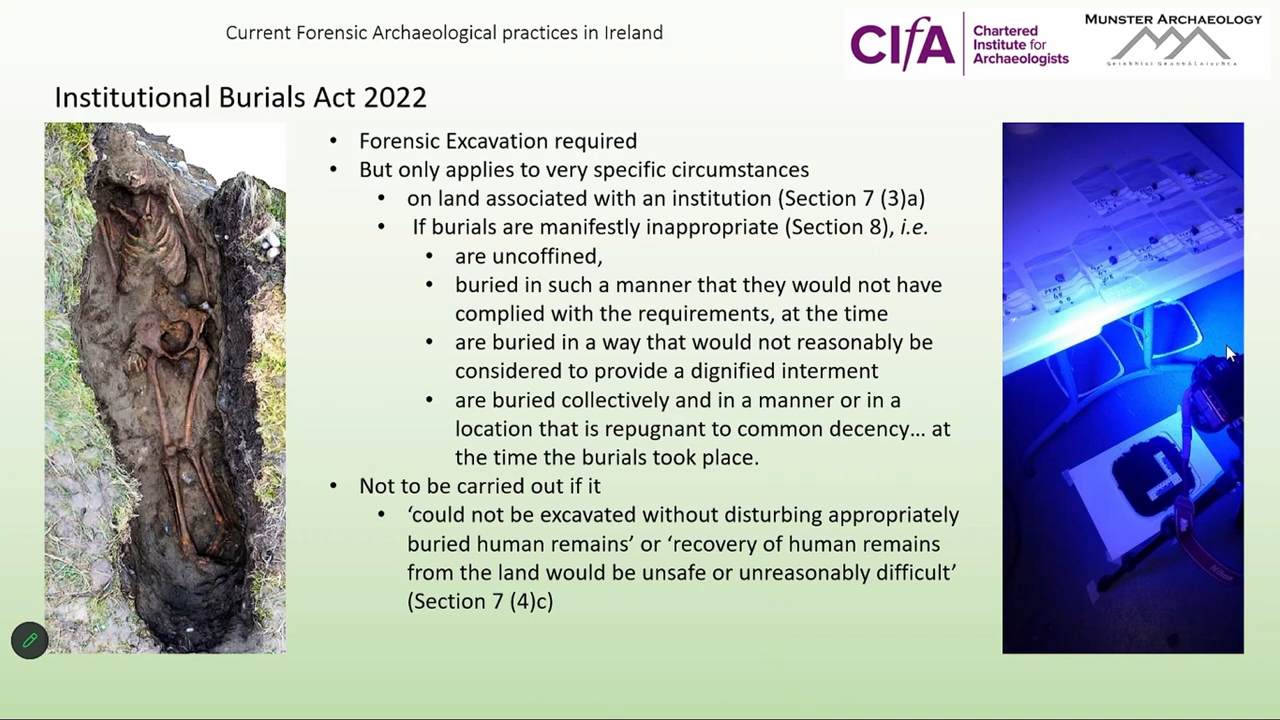 Current Forensic Archaeological practices in Ireland
CIfA
Chartered
Institute for
Archaeologists
MUNSTER ARCHAEOLOGY
Institutional Burials Act 2022
• Forensic Excavation required
• But only applies to very specific circumstances
• on land associated with an institution (Section 7 (3)a)
• If burials are manifestly inappropriate (Section 8), i.e.
• are uncoffined,
• buried in such a manner that they would not have
complied with the requirements, at the time
• are buried in a way that would not reasonably be
considered to provide a dignified interment
• are buried collectively and in a manner or in a
location that is repugnant to common decency... at
the time the burials took place.
• Not to be carried out if it
• ‘could not be excavated without disturbing appropriately
buried human remains’ or ‘recovery of human remains
from the land would be unsafe or unreasonably difficult’
(Section 7 (4)c)
Nikon